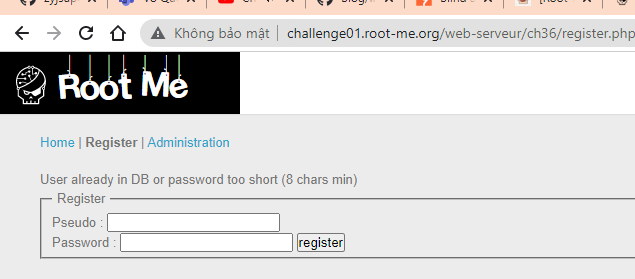 Không bảo mật | challenge01.root-me.org/web-serveur/ch36/register.php
Root Me
Home | Register | Administration
User already in DB or password too short (8 chars min)
Register
Pseudo :
Password : register